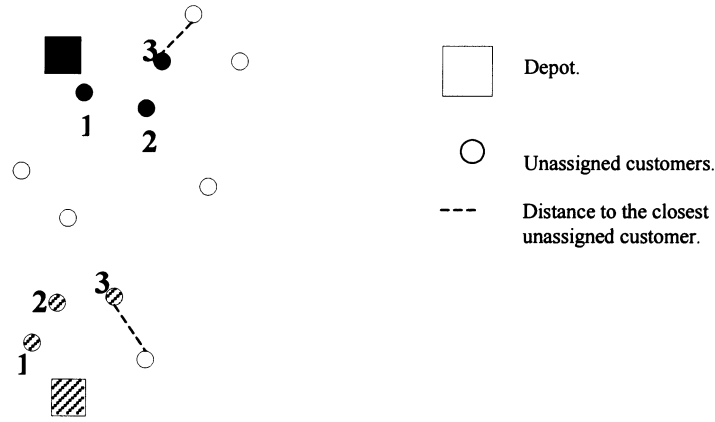 3
1
2
2
3
1
Depot.
Unassigned customers.
Distance to the closest
unassigned customer.